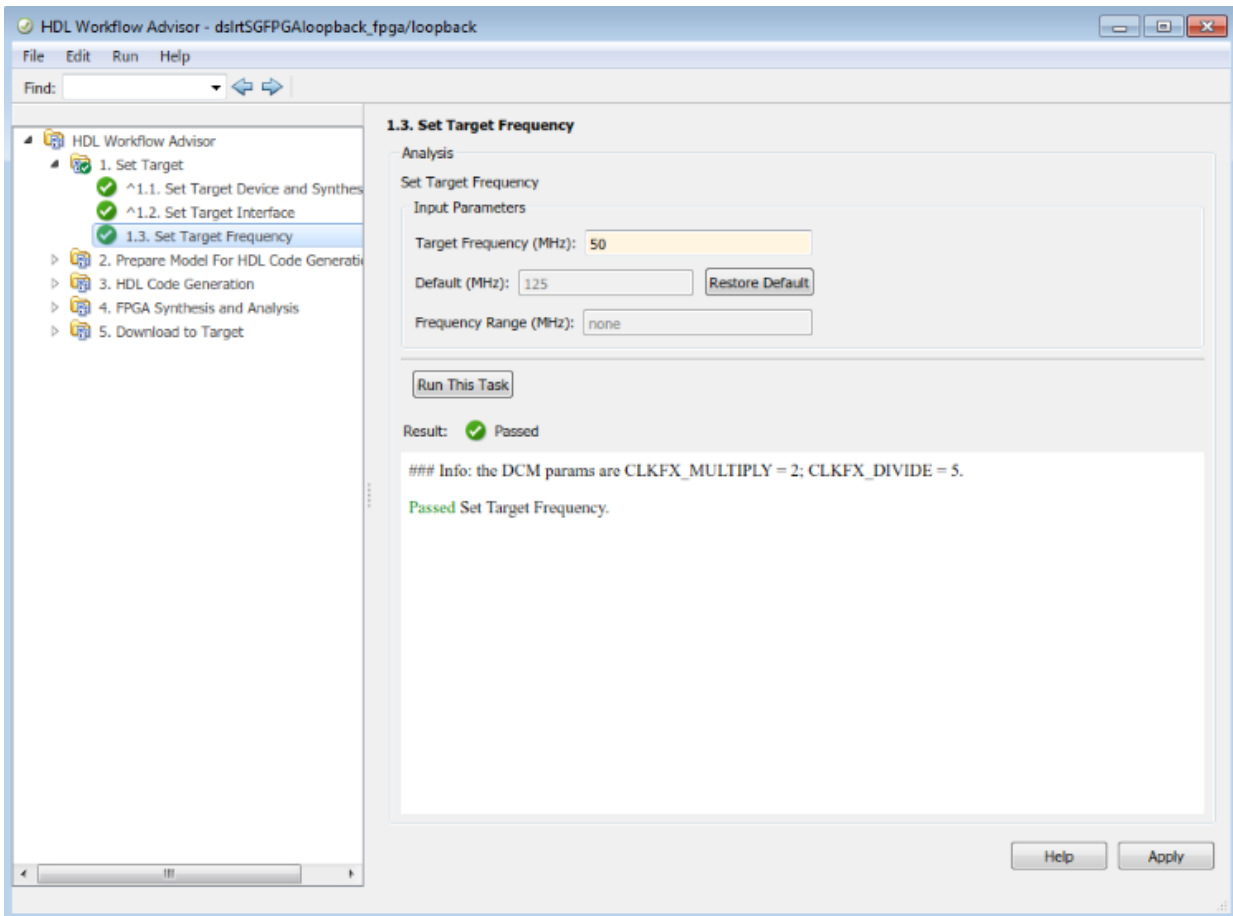 HDL Workflow Advisor - dslrtSGFPGAloopback_fpga/loopback
File Edit Run Help
Find:
HDL Workflow Advisor
1. Set Target
^1.1. Set Target Device and Synthes
^1.2. Set Target Interface
1.3. Set Target Frequency
2. Prepare Model For HDL Code Generati
3. HDL Code Generation
4. FPGA Synthesis and Analysis
5. Download to Target
1.3. Set Target Frequency
Analysis
Set Target Frequency
Input Parameters
Target Frequency (MHz): 50
Default (MHz): 125 Restore Default
Frequency Range (MHz): none
Run This Task
Result: Passed
### Info: the DCM params are CLKFX_MULTIPLY = 2; CLKFX_DIVIDE = 5.
Passed Set Target Frequency.
Help Apply